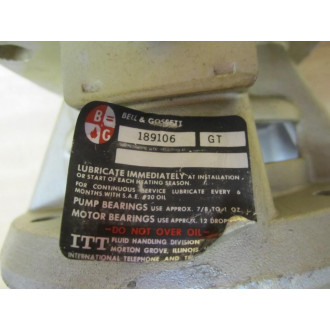 B
G
BELL & GOSSETT
189106 GT
LUBRICATE IMMEDIATELY AT INSTALLATION
OR START OF EACH HEATING SEASON.
FOR CONTINUOUS SERVICE LUBRICATE EVERY 6
MONTHS WITH S.A.E. #20 OIL
PUMP BEARINGS USE APPROX. 7/8 TO 1 OZ.
MOTOR BEARINGS USE APPROX. 12 DROPS
-DO NOT OVER OIL-
ITT FLUID HANDLING DIVISION
MORTON GROVE, ILLINOIS
INTERNATIONAL TELEPHONE AND